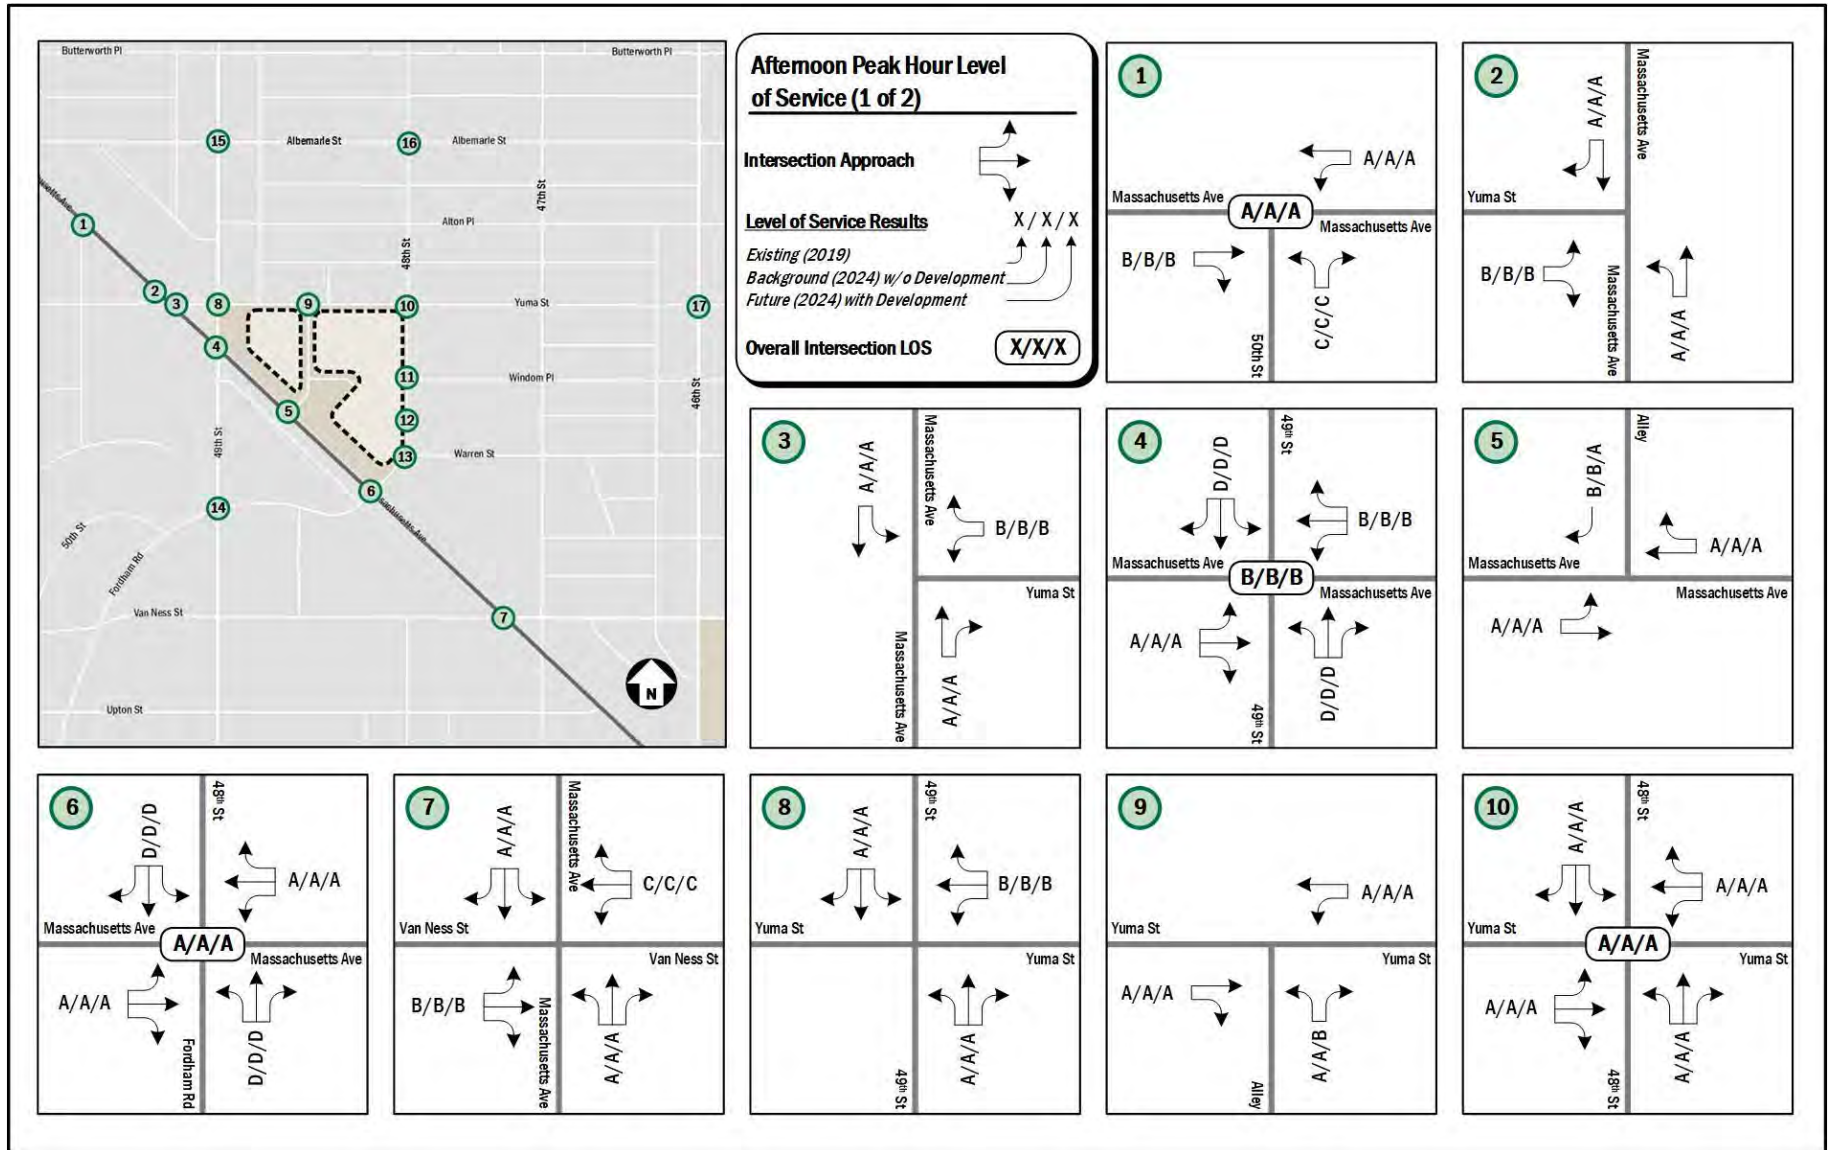 Butterworth Pl
Butterworth Pl
15
Albemarle St
16
Albemarle St
47th St
1
Alton Pl
48th St
2
3
8
9
10
Yuma St
17
4
11
Windom Pl
46th St
5
12
49th St
13
Warren St
6
14
50th St
Fordham Rd
Van Ness St
7
N
Upton St
Afternoon Peak Hour Level
of Service (1 of 2)
Intersection Approach
Level of Service Results
X/X/X
Existing (2019)
Background (2024) w/o Development
Future (2024) with Development
Overall Intersection LOS
X/X/X
1
A/A/A
Massachusetts Ave
A/A/A
Massachusetts Ave
B/B/B
C/C/C
50th St
2
A/A/A
Massachusetts Ave
Yuma St
B/B/B
Massachusetts Ave
A/A/A
3
A/A/A
Massachusetts Ave
B/B/B
Yuma St
Massachusetts Ave
A/A/A
4
D/D/D
49th St
B/B/B
Massachusetts Ave
B/B/B
Massachusetts Ave
A/A/A
49th St
D/D/D
5
B/B/A
Alley
A/A/A
Massachusetts Ave
Massachusetts Ave
A/A/A
6
D/D/D
48th St
A/A/A
Massachusetts Ave
A/A/A
Massachusetts Ave
A/A/A
Fordham Rd
D/D/D
7
A/A/A
Massachusetts Ave
C/C/C
Van Ness St
Van Ness St
B/B/B
Massachusetts Ave
A/A/A
8
A/A/A
49th St
B/B/B
Yuma St
Yuma St
49th St
A/A/A
9
A/A/A
Yuma St
Yuma St
A/A/A
Alley
A/A/B
10
A/A/A
48th St
A/A/A
Yuma St
A/A/A
Yuma St
A/A/A
48th St
A/A/A